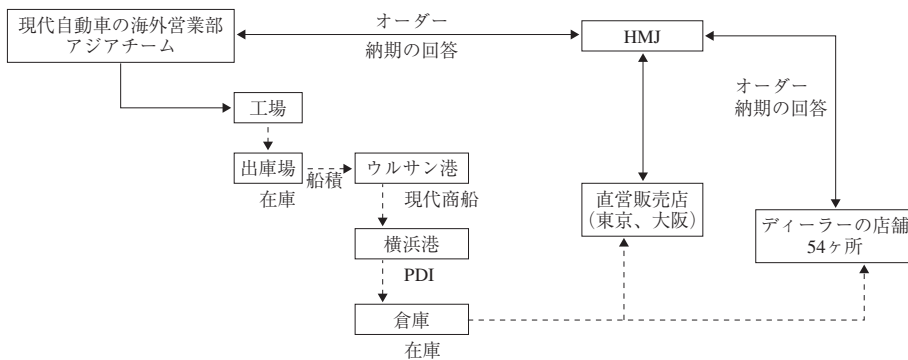 現代自動車の海外営業部
アジアチーム
オーダー
納期の回答
HMJ
オーダー
納期の回答
工場
出庫場
在庫
船積
ウルサン港
現代商船
直営販売店
(東京、大阪)
ディーラーの店舗
54ヶ所
横浜港
PDI
倉庫
在庫